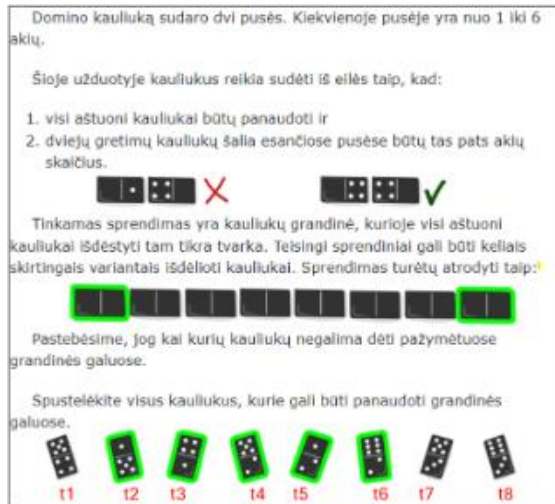 Domino kauliuką sudaro dvi pusės. Kiekvienoje pusėje yra nuo 1 iki 6
akių.
Šioje užduotyje kauliukus reikia sudėti iš eilės taip, kad:
1. visi aštuoni kauliukai būtų panaudoti ir
2. dviejų gretimų kauliukų šalia esančiose pusėse būtų tas pats akių
skaičius.
Tinkamas sprendimas yra kauliukų grandinė, kurioje visi aštuoni
kauliukai išdėstyti tam tikra tvarka. Teisingi sprendiniai gali būti keliais
skirtingais variantais išdėlioti kauliukai. Sprendimas turėtų atrodyti taip:
Pastebėsime, jog kai kurių kauliukų negalima dėti pažymėtuose
grandinės galuose.
Spustelėkite visus kauliukus, kurie gali būti panaudoti grandinės
galuose.
t1 t2 t3 t4 t5 t6 t7 t8